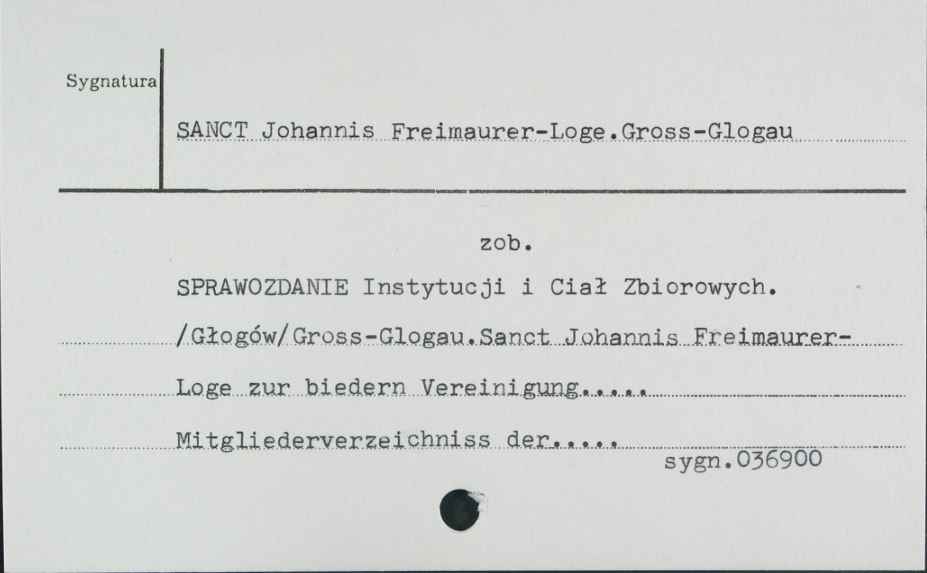 Sygnatura
SANCT Johannis Freimaurer-Loge.Gross-Glogau
zob.
SPRAWOZDANIE Instytucji i Ciał Zbiorowych.
/Głogów/Gross-Glogau.Sanct Johannis Freimaurer-
Loge zur biedern Vereinigung.....
Mitgliederverzeichniss der.....
sygn.036900